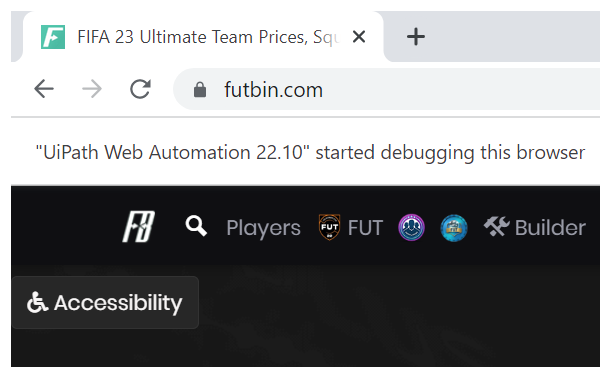 FIFA 23 Ultimate Team Prices, Squ
futbin.com
"UiPath Web Automation 22.10" started debugging this browser
FB Players FUT FUT Builder
Accessibility